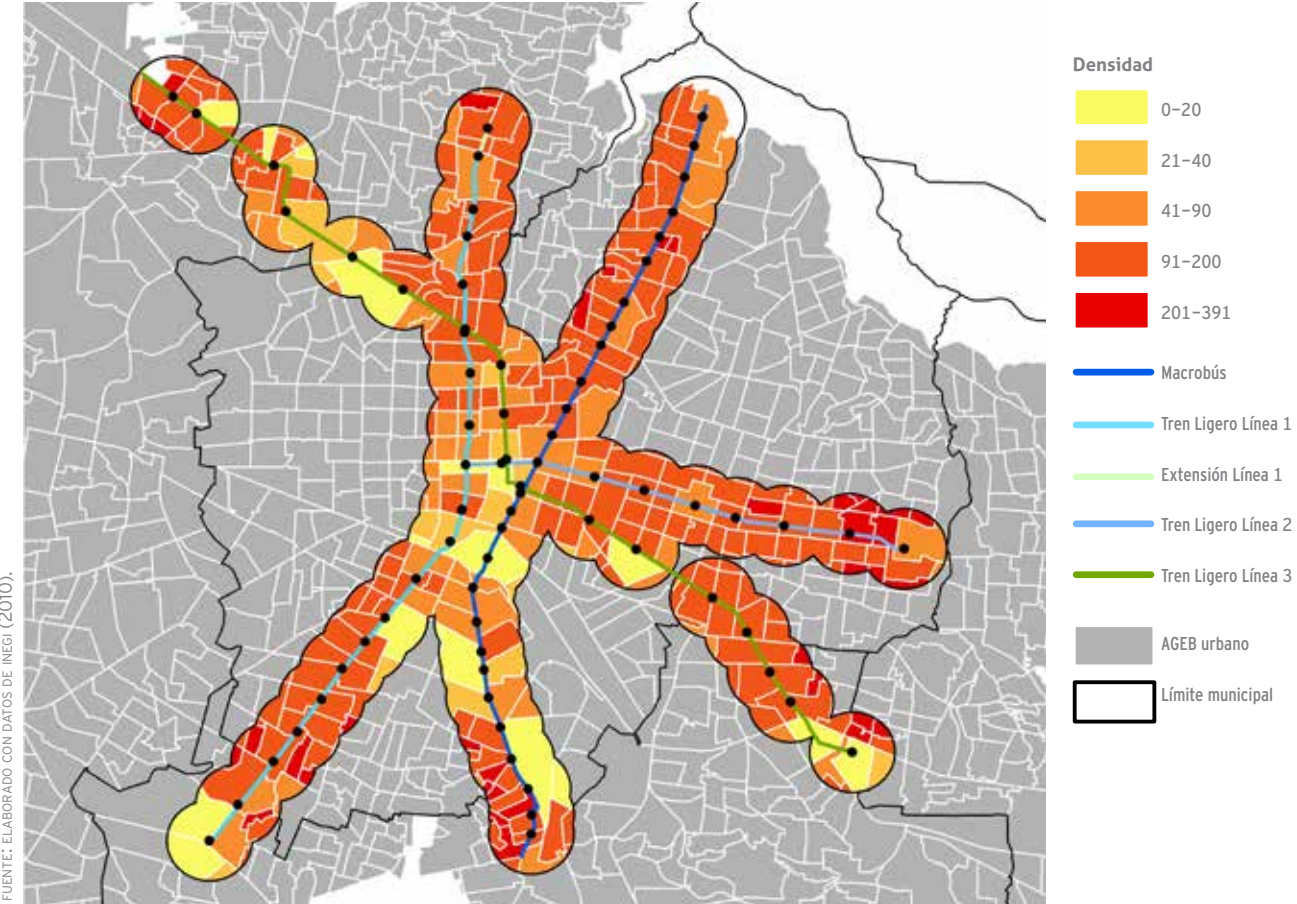 Densidad
0–20
21–40
41–90
91–200
201–391
Macrobús
Tren Ligero Línea 1
Extensión Línea 1
Tren Ligero Línea 2
Tren Ligero Línea 3
AGEB urbano
Límite municipal
FUENTE: ELABORADO CON DATOS DE INEGI (2010).